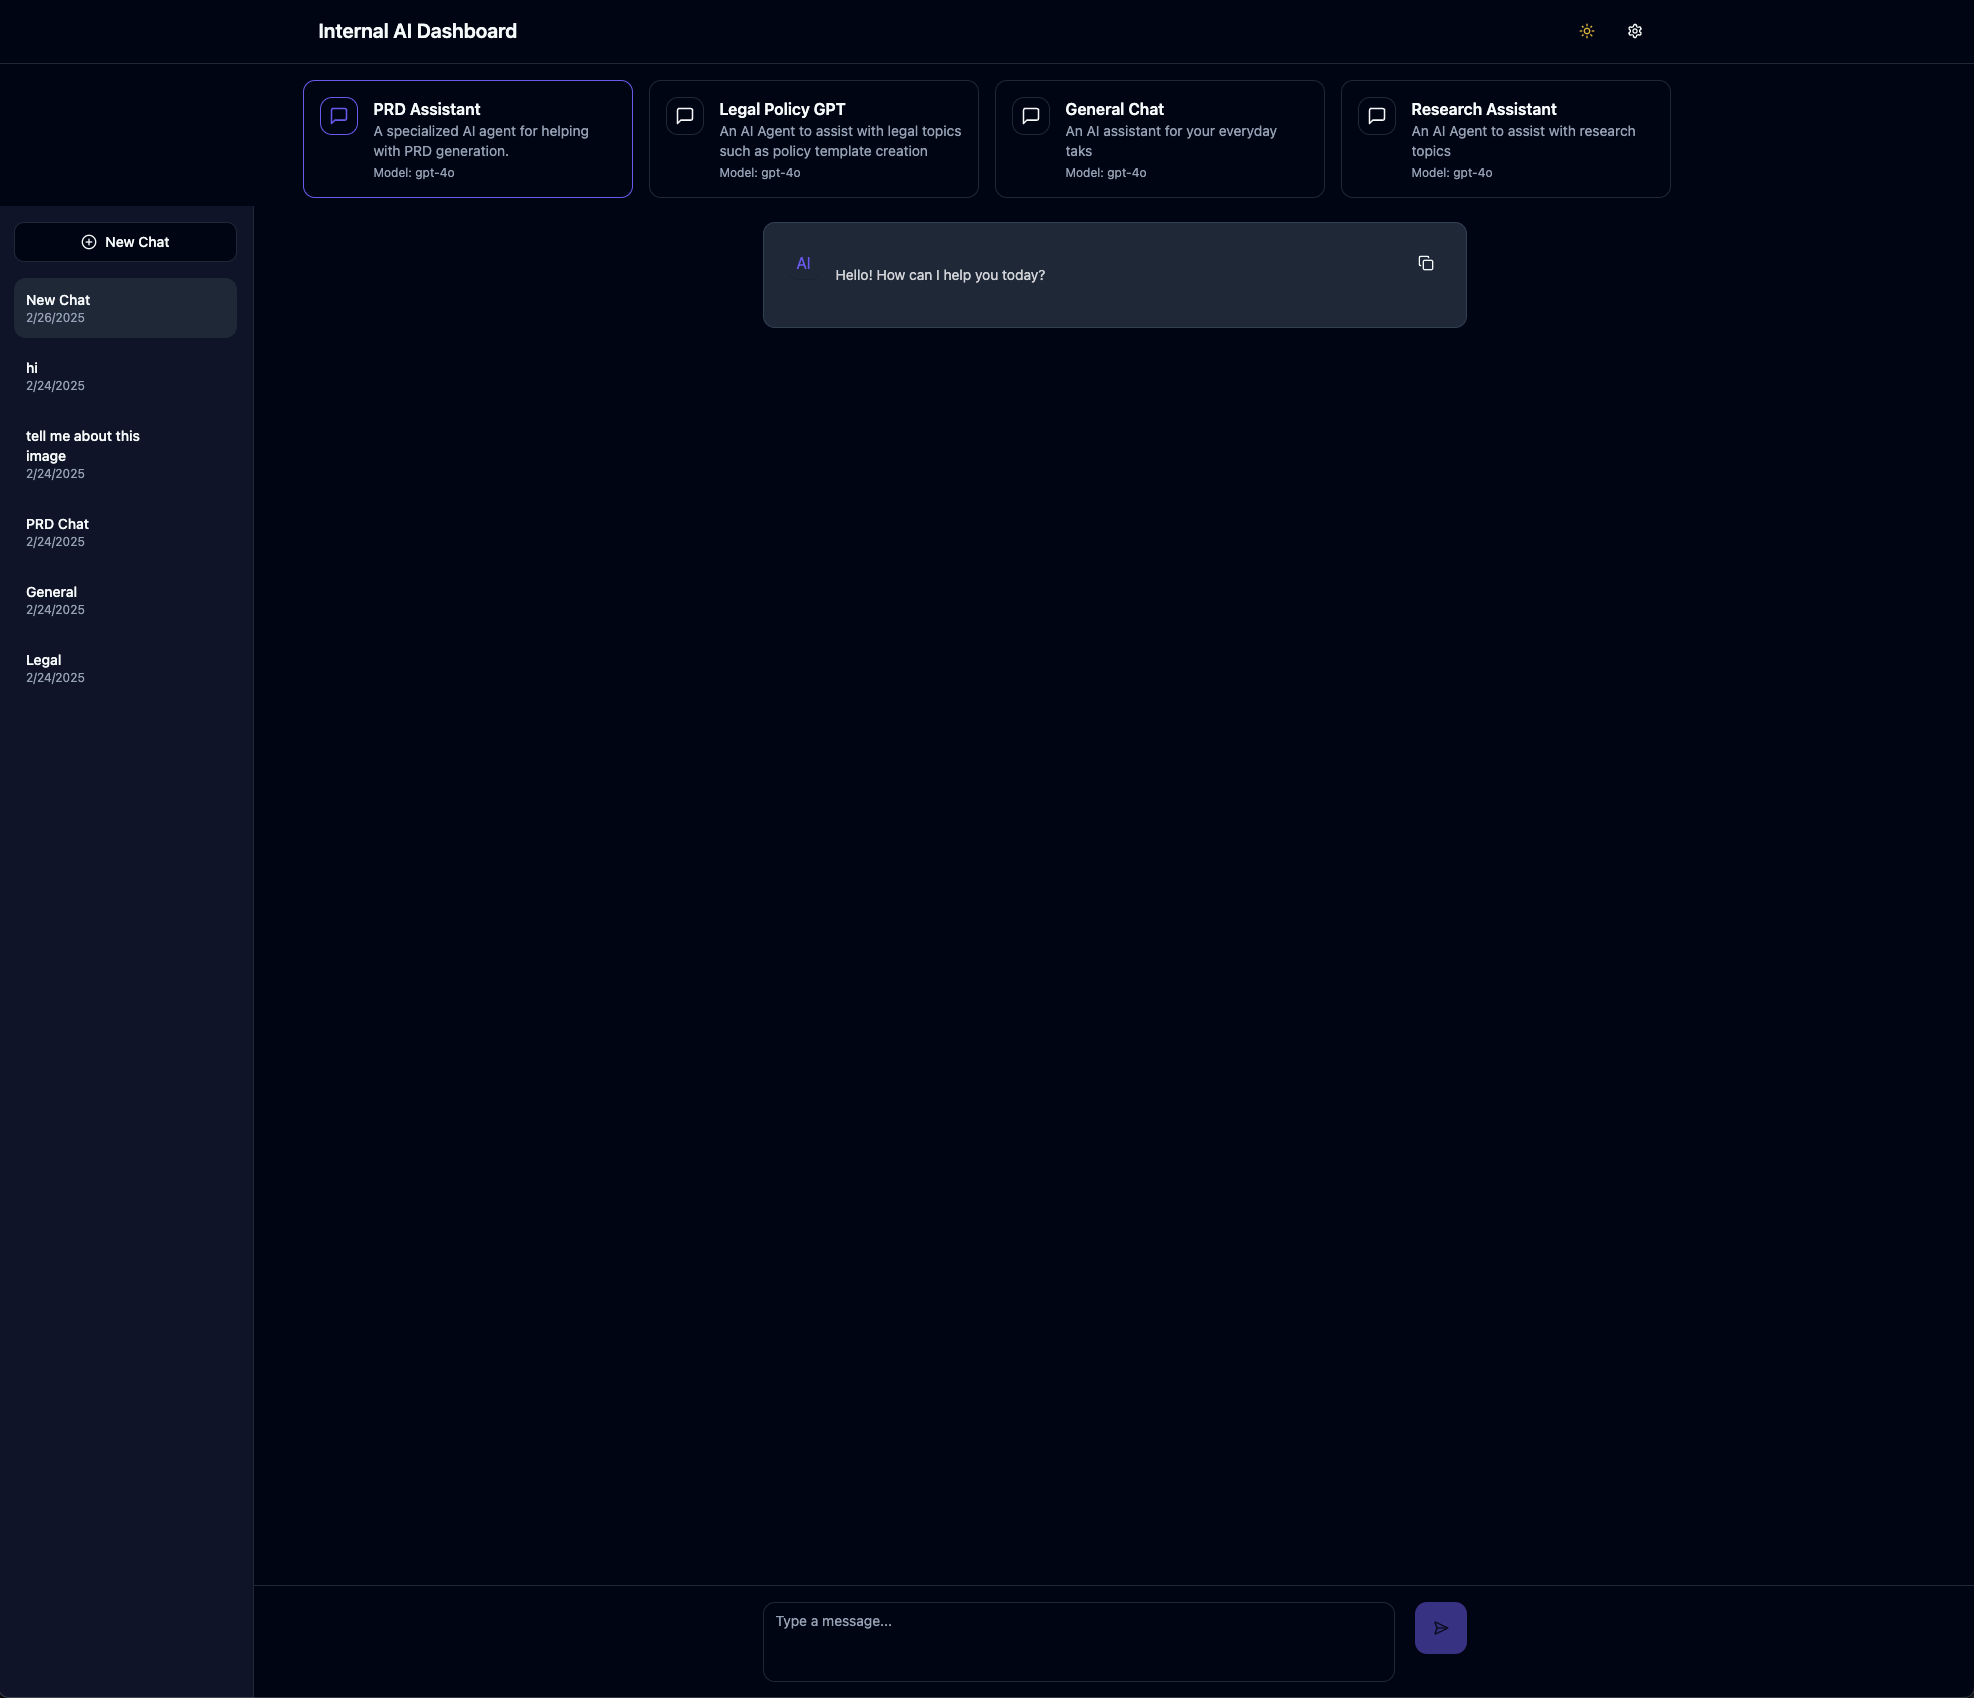 Internal AI Dashboard
PRD Assistant
A specialized AI agent for helping
with PRD generation.
Model: gpt-4o
Legal Policy GPT
An AI Agent to assist with legal topics
such as policy template creation
Model: gpt-4o
General Chat
An AI assistant for your everyday
taks
Model: gpt-4o
Research Assistant
An AI Agent to assist with research
topics
Model: gpt-4o
New Chat
New Chat
2/26/2025
hi
2/24/2025
tell me about this
image
2/24/2025
PRD Chat
2/24/2025
General
2/24/2025
Legal
2/24/2025
AI
Hello! How can I help you today?
Type a message...